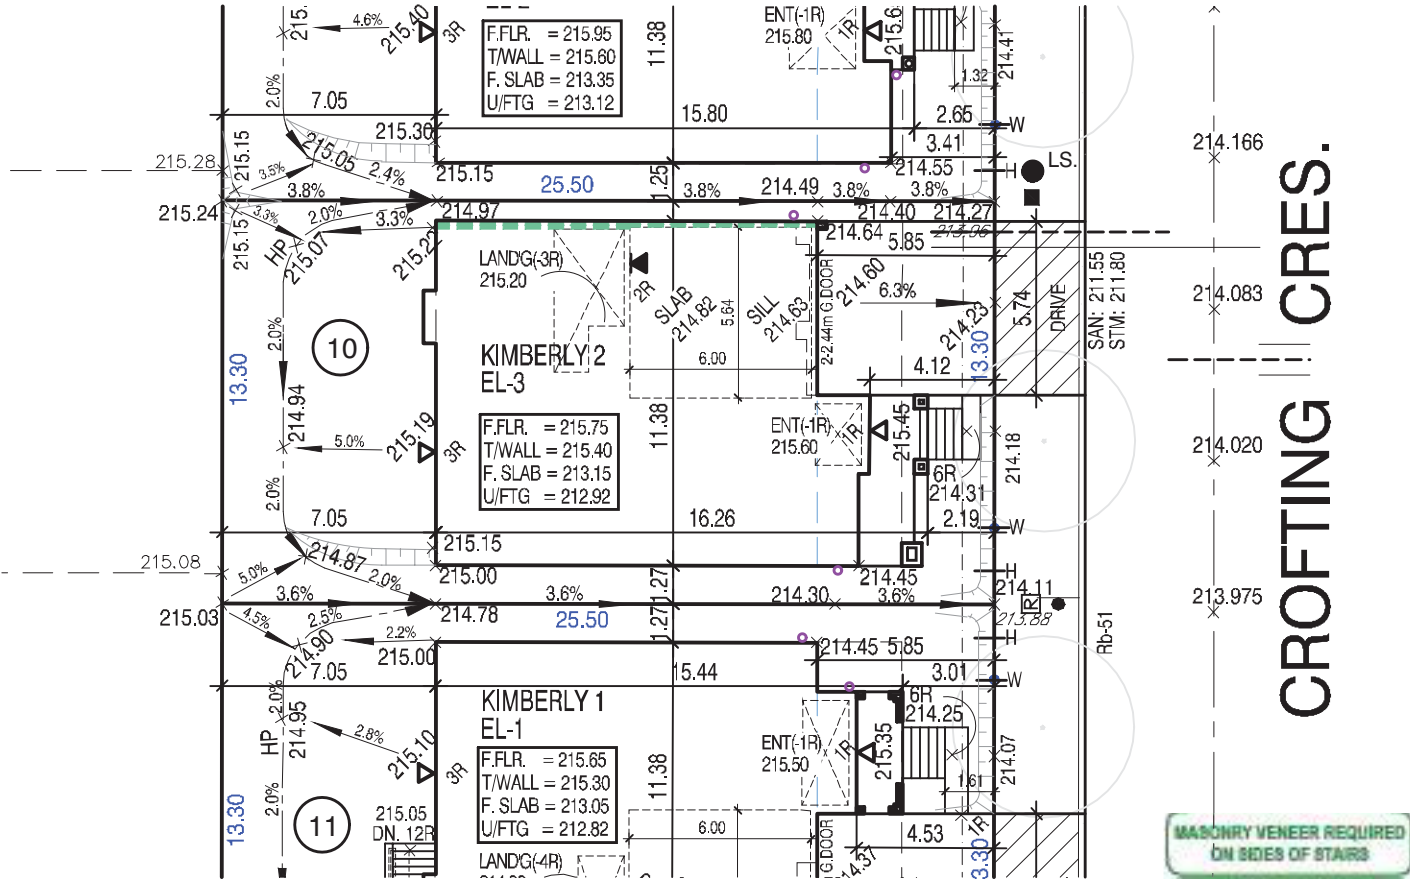 215.
4.6%
215.40
3R
F.FLR. = 215.95
T/WALL = 215.60
F. SLAB = 213.35
U/FTG = 213.12
11.38
ENT(-1R)
215.80
1R
215.6
214.41
1.32
2.0%
7.05
15.80
2.65
W
215.30
3.41
215.28
215.15
215.05
3.5%
2.4%
215.15
25.50
1.25
214.55
H
LS.
214.166
3.8%
3.8%
214.49
3.8%
3.8%
215.24
3.3%
2.0%
3.3%
214.97
214.40
214.27
215.15
HP
215.07
214.64
213.96
5.85
LAND'G(-3R)
215.20
2R
SLAB
214.82
5.64
SILL
214.63
2-2.44m G.DOOR
214.60
6.3%
214.23
5.74
DRIVE
SAN: 211.55
STM: 211.80
214.083
CROFTING CRES.
10
2.0%
13.30
KIMBERLY 2
EL-3
6.00
4.12
13.30
214.94
5.0%
215.19
3R
F.FLR. = 215.75
T/WALL = 215.40
F. SLAB = 213.15
U/FTG = 212.92
11.38
ENT(-1R)
215.60
1R
215.45
214.18
214.020
6R
214.31
2.0%
7.05
16.26
2.19
W
215.15
215.08
214.87
5.0%
2.0%
215.00
1.27
214.45
H
214.11
3.6%
3.6%
214.30
3.6%
R
213.975
215.03
4.5%
2.5%
214.78
25.50
1.27
213.88
214.90
2.2%
215.00
214.45
5.85
H
Rb-51
7.05
15.44
3.01
W
2.0%
HP
214.95
KIMBERLY 1
EL-1
6R
214.25
2.8%
215.10
3R
F.FLR. = 215.65
T/WALL = 215.30
F. SLAB = 213.05
U/FTG = 212.82
11.38
ENT(-1R)
215.50
1R
215.35
214.07
1.61
2.0%
13.30
11
215.05
DN. 12R
6.00
G.DOOR
4.53
1R
MASONRY VENEER REQUIRED
ON SIDES OF STAIRS
LAND'G(-4R)
214.37
3.30